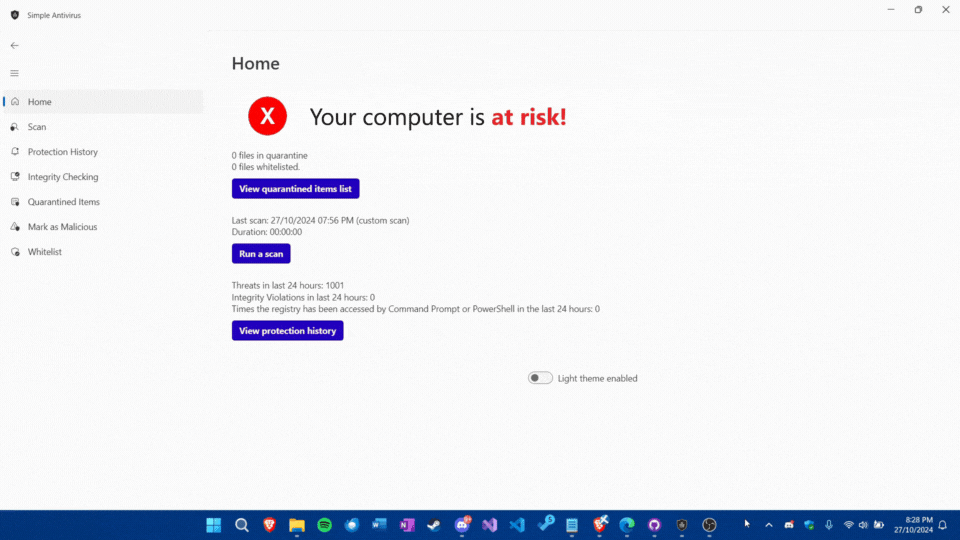 Simple Antivirus
Home
Scan
Protection History
Integrity Checking
Quarantined Items
Mark as Malicious
Whitelist
Home
X
Your computer is at risk!
0 files in quarantine
0 files whitelisted.
View quarantined items list
Last scan: 27/10/2024 07:56 PM (custom scan)
Duration: 00:00:00
Run a scan
Threats in last 24 hours: 1001
Integrity Violations in last 24 hours: 0
Times the registry has been accessed by Command Prompt or PowerShell in the last 24 hours: 0
View protection history
Light theme enabled
8:28 PM
27/10/2024